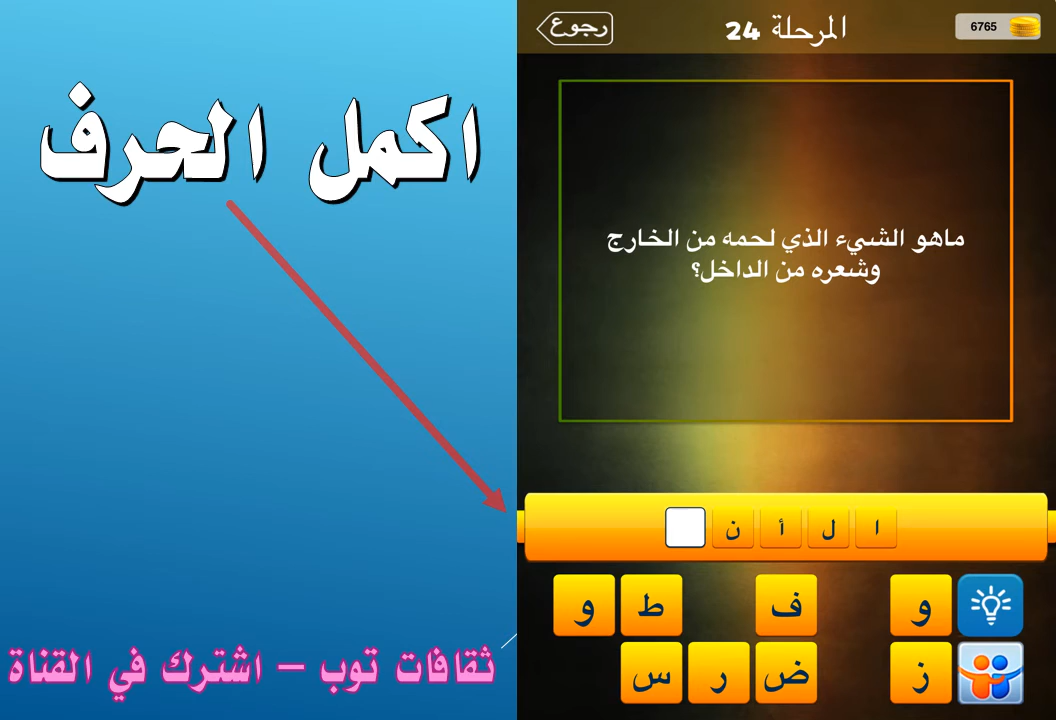 اكمل الحرف
ثقافات توب – اشترك في القناة
رجوع
المرحلة 24
6765
ماهو الشيء الذي لحمه من الخارج
وشعره من الداخل؟
ا ل أ ن
و ف ط و
ز ض ر س